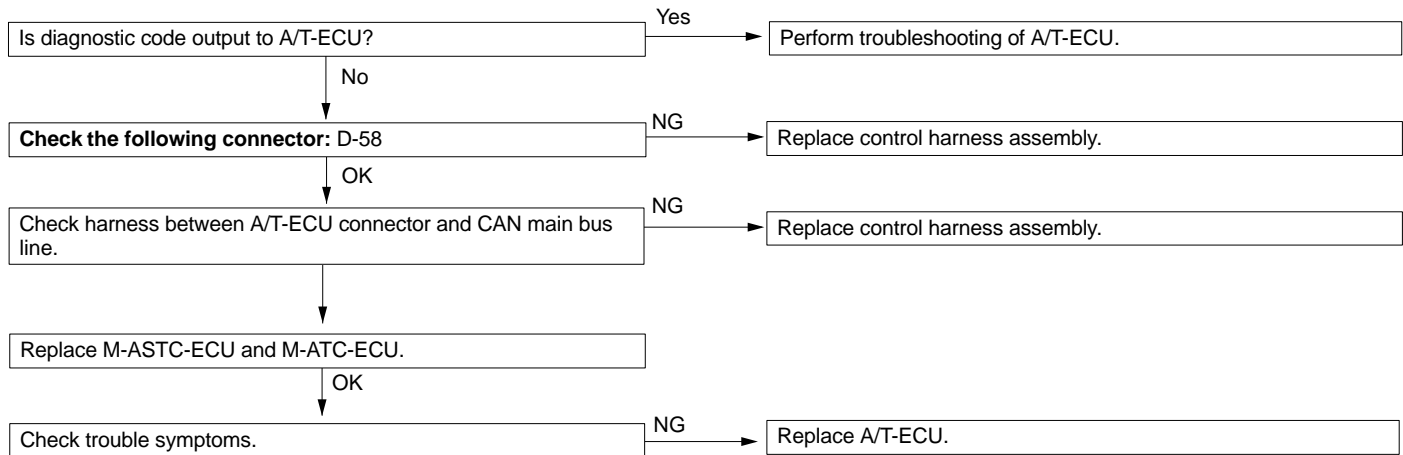 Yes
Is diagnostic code output to A/T-ECU?
Perform troubleshooting of A/T-ECU.
No
Check the following connector: D-58
NG
Replace control harness assembly.
OK
Check harness between A/T-ECU connector and CAN main bus
line.
NG
Replace control harness assembly.
Replace M-ASTC-ECU and M-ATC-ECU.
OK
Check trouble symptoms.
NG
Replace A/T-ECU.